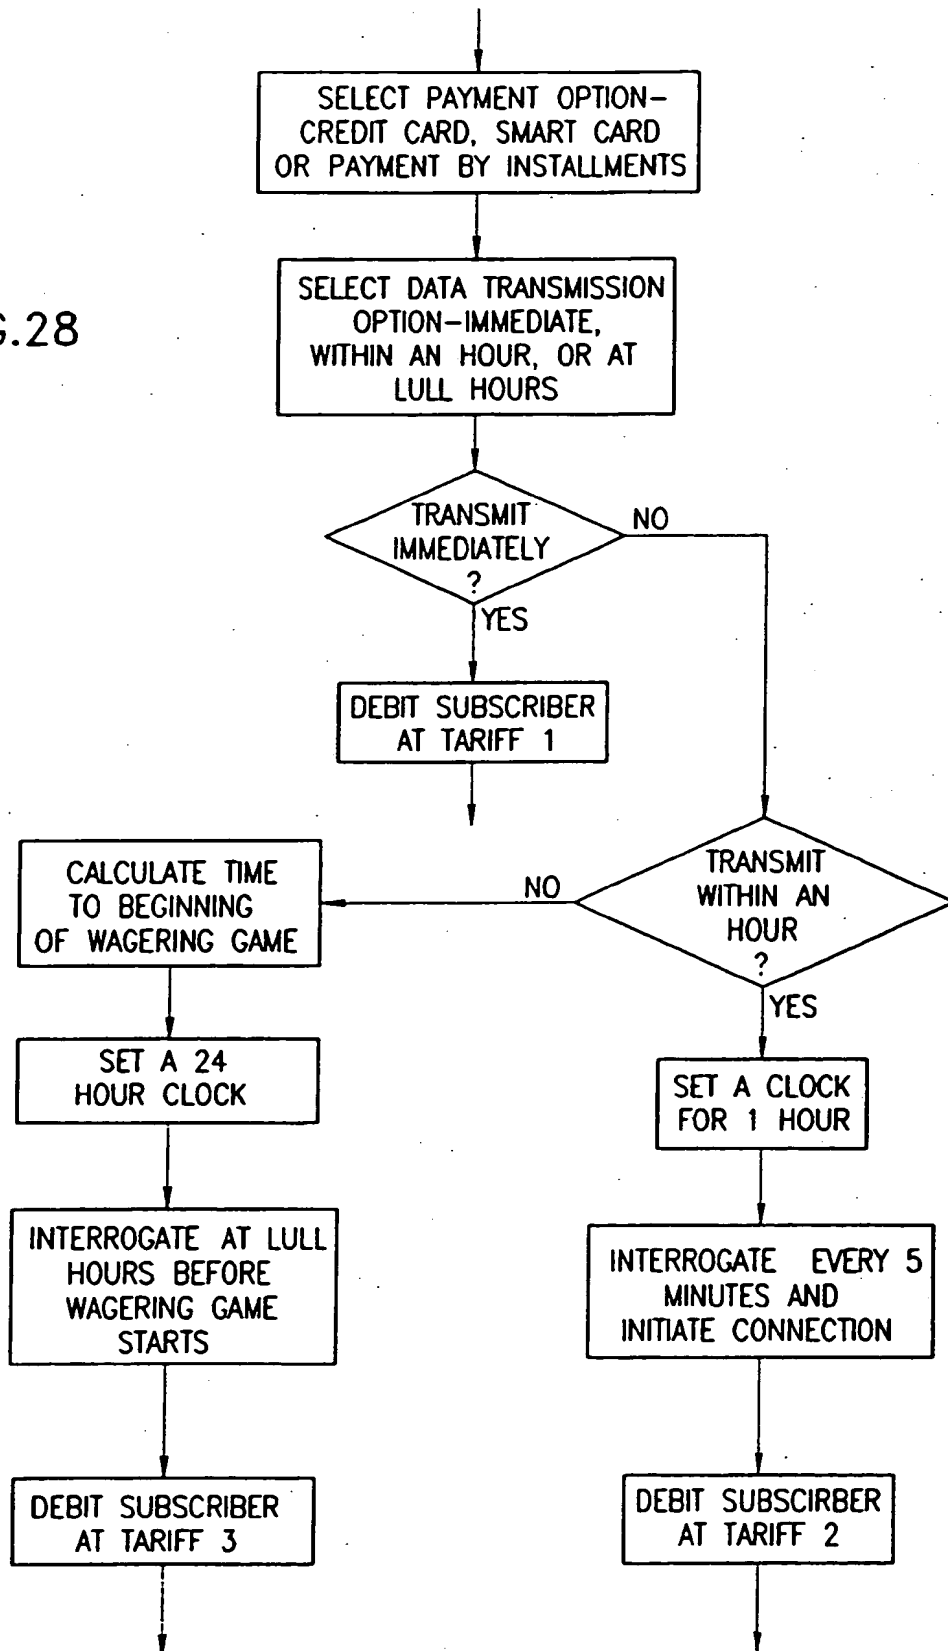 SELECT PAYMENT OPTION-
CREDIT CARD, SMART CARD
OR PAYMENT BY INSTALLMENTS
SELECT DATA TRANSMISSION
OPTION-IMMEDIATE,
WITHIN AN HOUR, OR AT
LULL HOURS
.28
TRANSMIT
IMMEDIATELY
?
NO
YES
DEBIT SUBSCRIBER
AT TARIFF 1
TRANSMIT
WITHIN AN
HOUR
?
NO
YES
CALCULATE TIME
TO BEGINNING
OF WAGERING GAME
SET A 24
HOUR CLOCK
SET A CLOCK
FOR 1 HOUR
INTERROGATE AT LULL
HOURS BEFORE
WAGERING GAME
STARTS
INTERROGATE EVERY 5
MINUTES AND
INITIATE CONNECTION
DEBIT SUBSCRIBER
AT TARIFF 3
DEBIT SUBSCIRBER
AT TARIFF 2